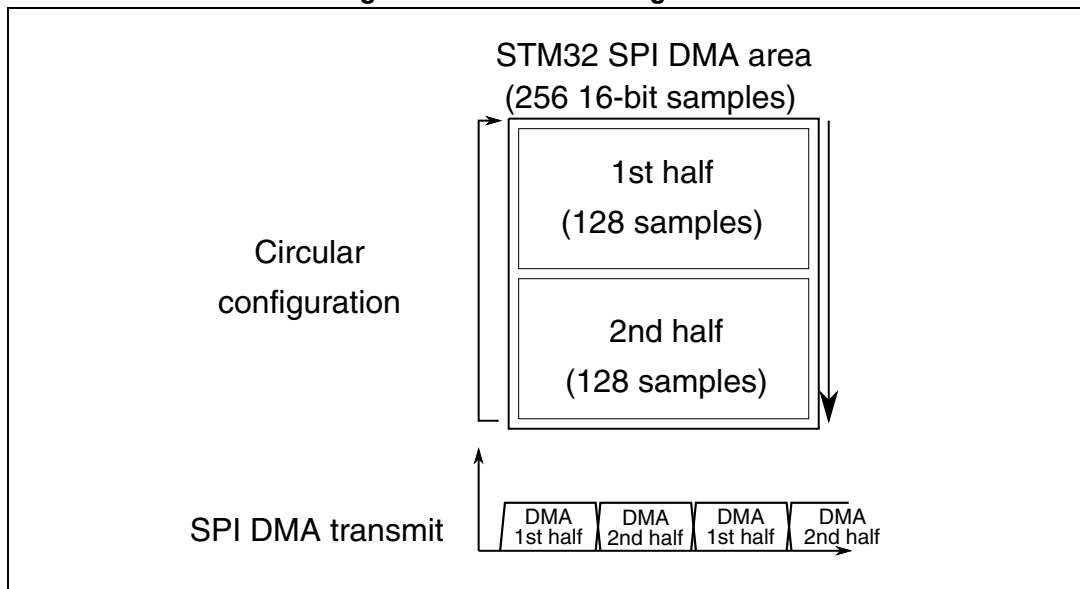 STM32 SPI DMA area
(256 16-bit samples)
1st half
(128 samples)
Circular
configuration
2nd half
(128 samples)
SPI DMA transmit
DMA
1st half
DMA
2nd half
DMA
1st half
DMA
2nd half